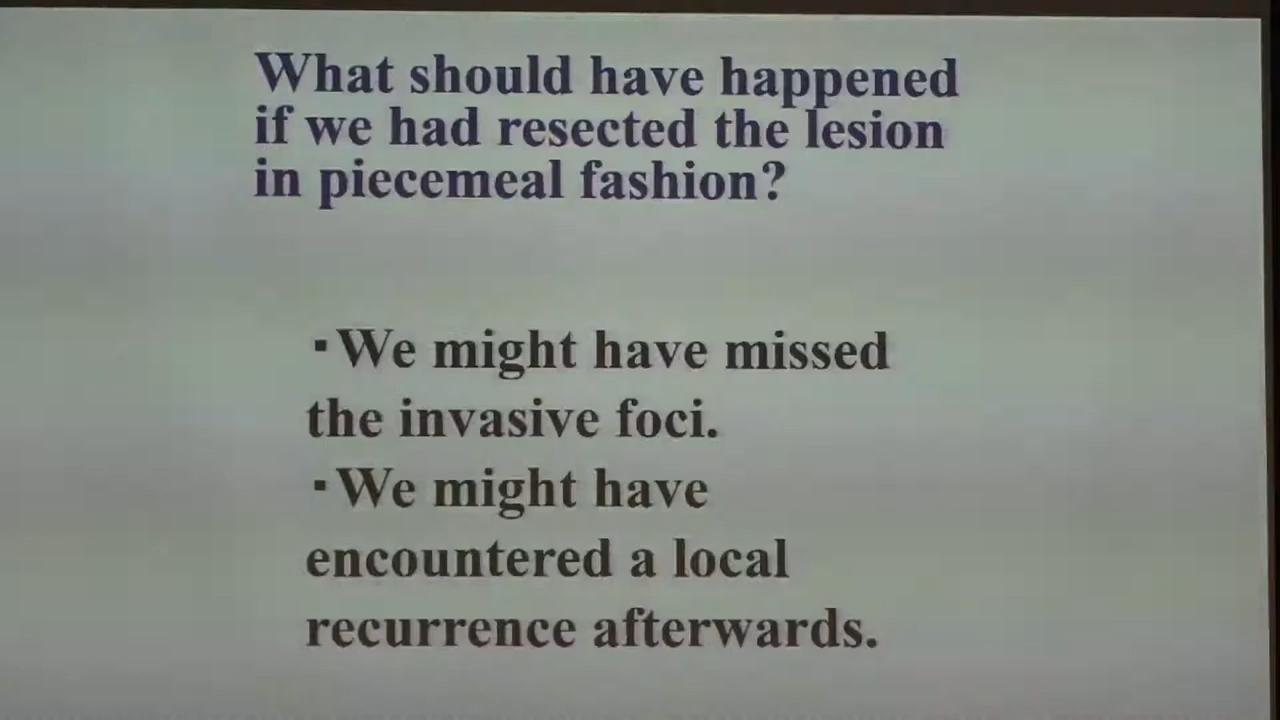 What should have happened
if we had resected the lesion
in piecemeal fashion?
▪We might have missed
the invasive foci.
▪We might have
encountered a local
recurrence afterwards.